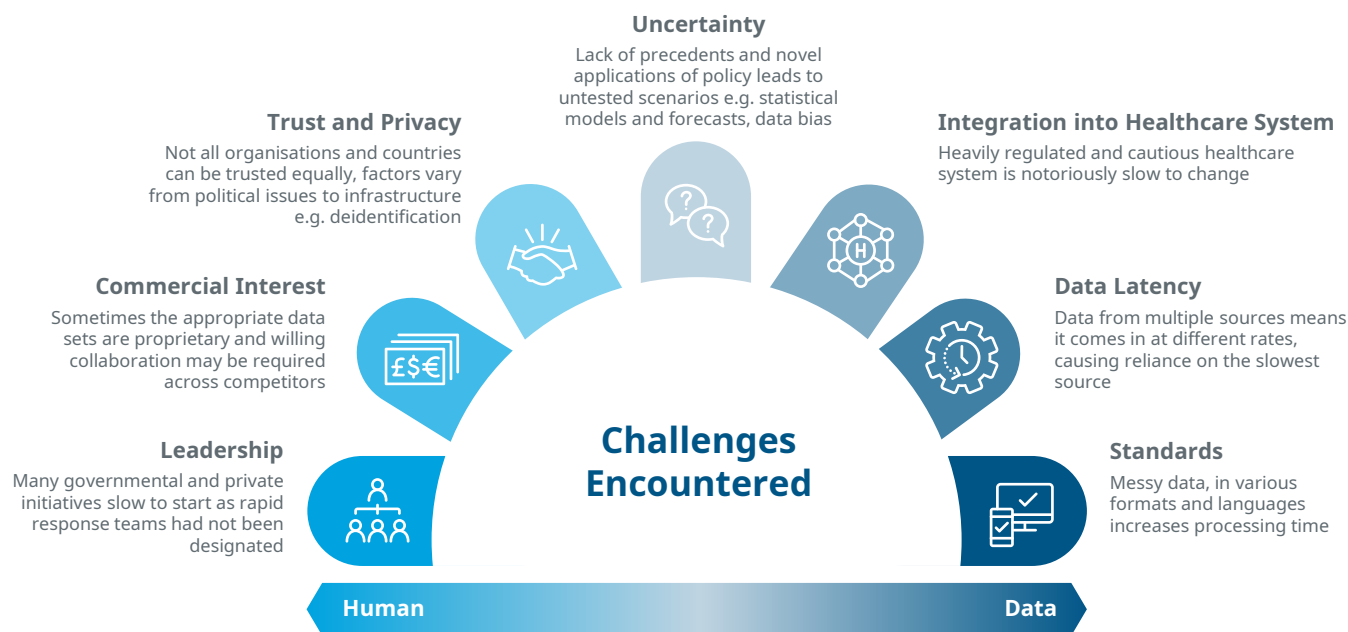 Uncertainty
Lack of precedents and novel
applications of policy leads to
untested scenarios e.g. statistical
models and forecasts, data bias
Trust and Privacy
Not all organisations and countries
can be trusted equally, factors vary
from political issues to infrastructure
e.g. deidentification
Integration into Healthcare System
Heavily regulated and cautious healthcare
system is notoriously slow to change
Commercial Interest
Sometimes the appropriate data
sets are proprietary and willing
collaboration may be required
across competitors
Data Latency
Data from multiple sources means
it comes in at different rates,
causing reliance on the slowest
source
Leadership
Many governmental and private
initiatives slow to start as rapid
response teams had not been
designated
Standards
Messy data, in various
formats and languages
increases processing time
Challenges
Encountered
? ?
H
£$€
Human
Data